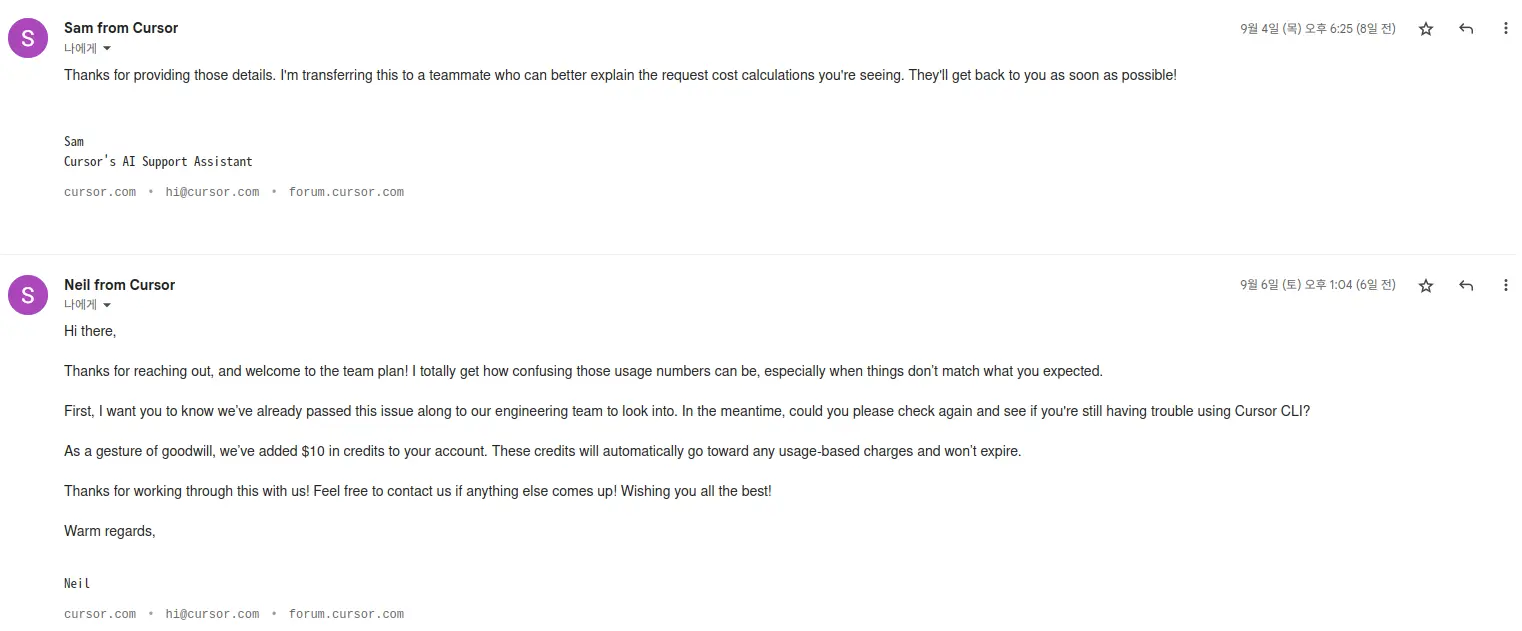 S
Sam from Cursor
9월 4일 (목) 오후 6:25 (8일 전)
나에게
Thanks for providing those details. I'm transferring this to a teammate who can better explain the request cost calculations you're seeing. They'll get back to you as soon as possible!
Sam
Cursor's AI Support Assistant
cursor.com • hi@cursor.com • forum.cursor.com
S
Neil from Cursor
9월 6일 (토) 오후 1:04 (6일 전)
나에게
Hi there,
Thanks for reaching out, and welcome to the team plan! I totally get how confusing those usage numbers can be, especially when things don’t match what you expected.
First, I want you to know we’ve already passed this issue along to our engineering team to look into. In the meantime, could you please check again and see if you're still having trouble using Cursor CLI?
As a gesture of goodwill, we’ve added $10 in credits to your account. These credits will automatically go toward any usage-based charges and won’t expire.
Thanks for working through this with us! Feel free to contact us if anything else comes up! Wishing you all the best!
Warm regards,
Neil
cursor.com • hi@cursor.com • forum.cursor.com